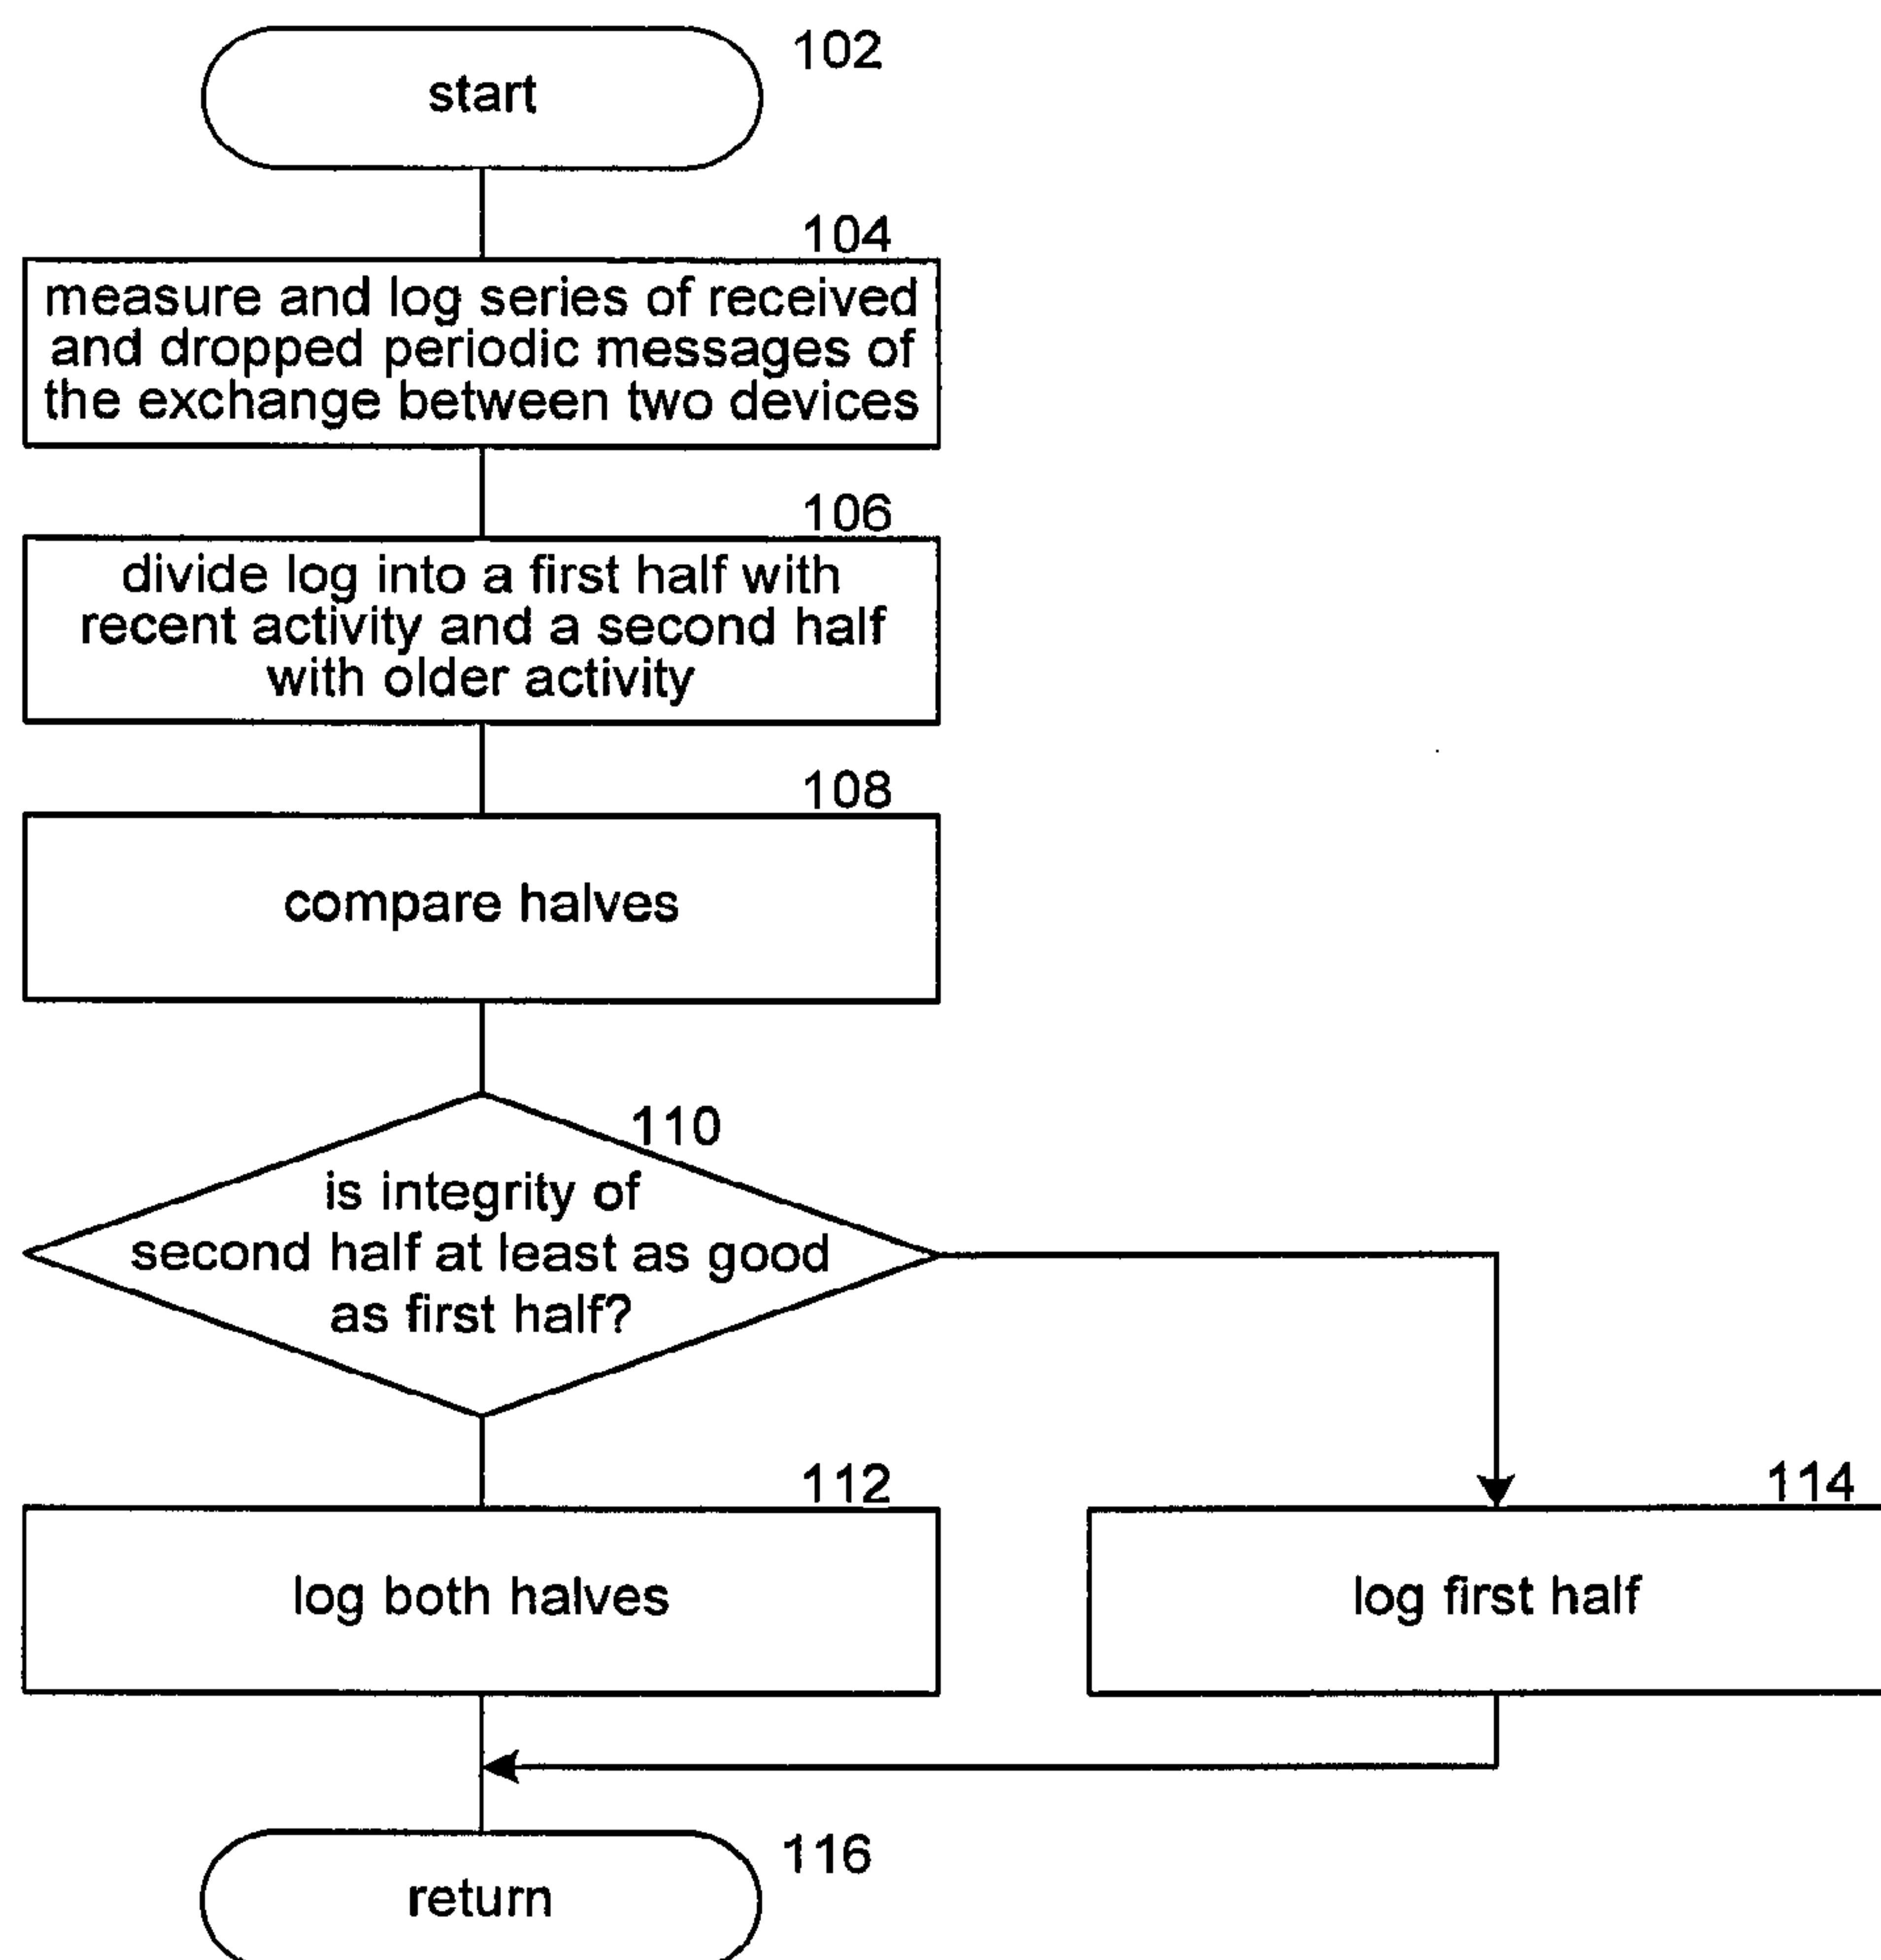 102
start
104
measure and log series of received
and dropped periodic messages of
the exchange between two devices
106
divide log into a first half with
recent activity and a second half
with older activity
108
compare halves
110
is integrity of
second half at least as good
as first half?
112
log both halves
114
log first half
116
return